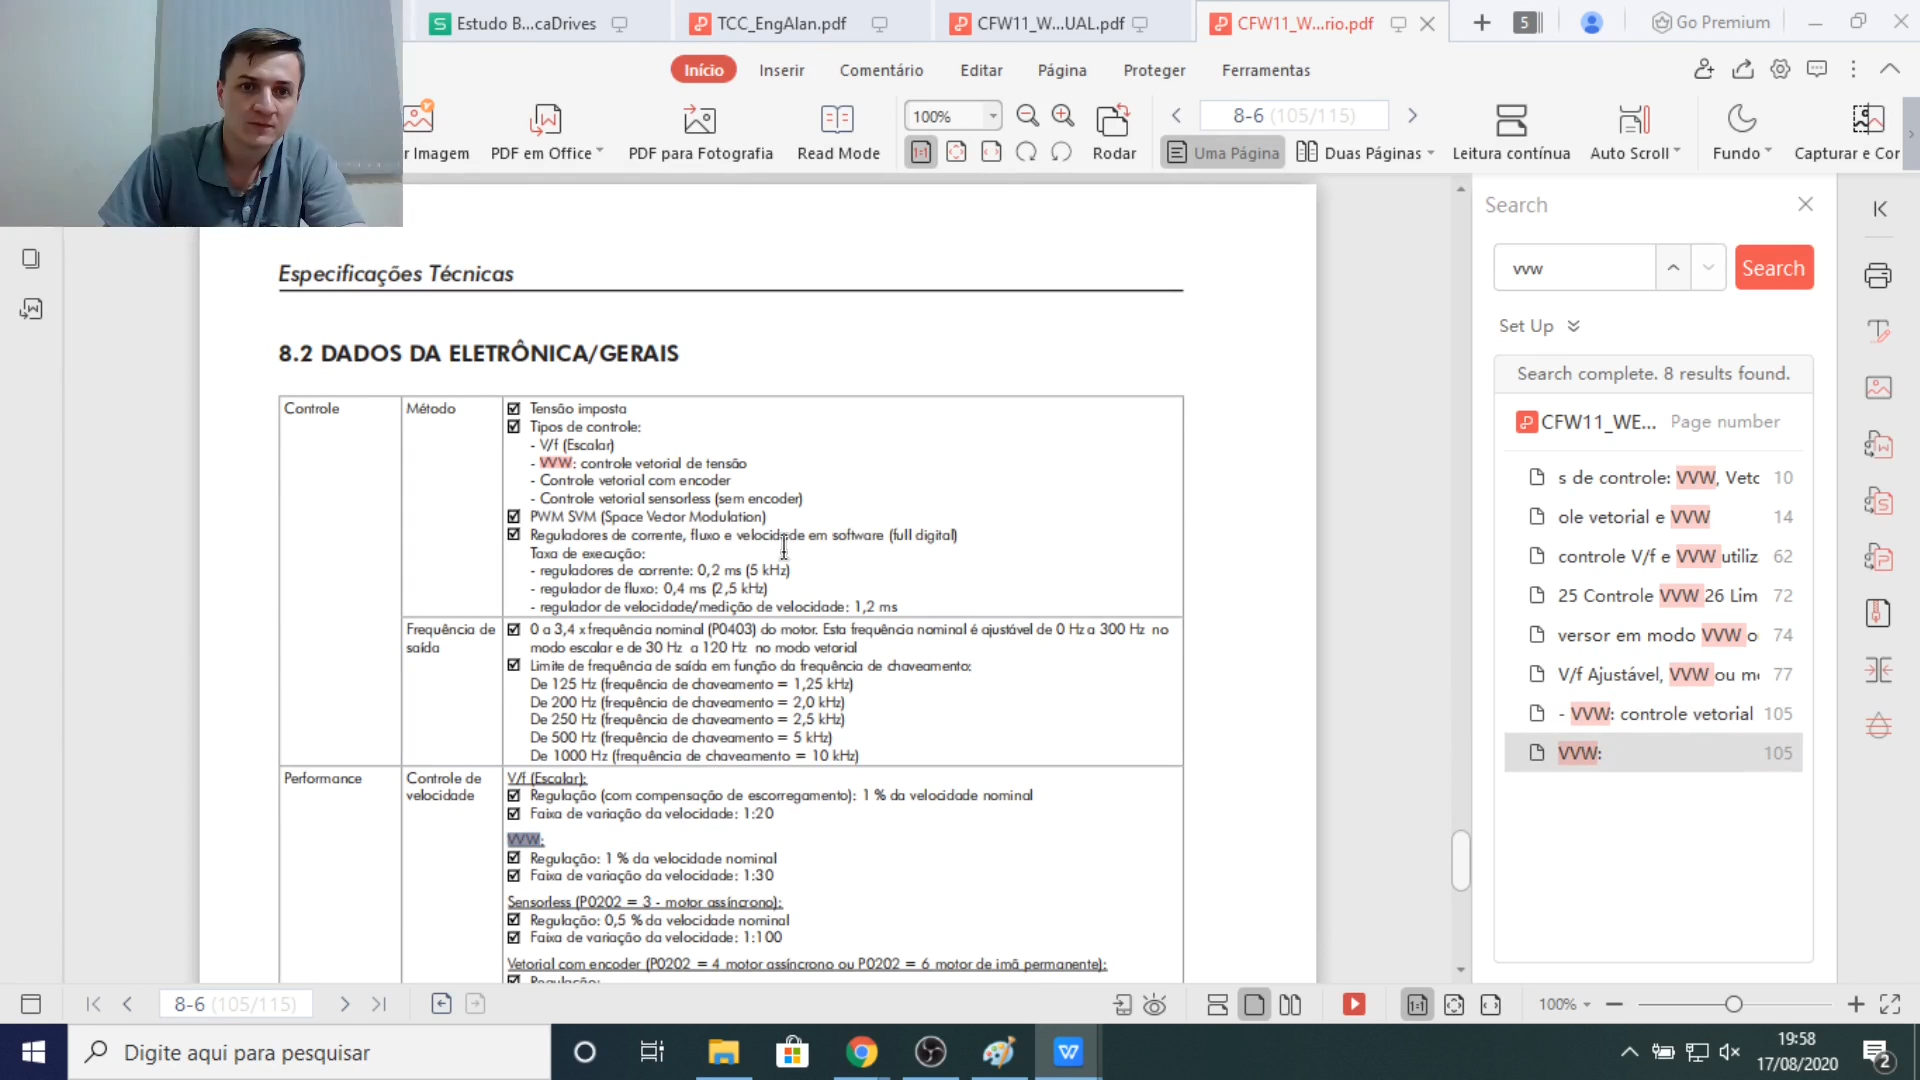 Estudo B...caDrives
TCC_EngAlan.pdf
CFW11_W...UAL.pdf
CFW11_W...rio.pdf
5
Go Premium
Início
Inserir
Comentário
Editar
Página
Proteger
Ferramentas
r Imagem
PDF em Office
PDF para Fotografia
Read Mode
100%
Rodar
8-6 (105/115)
Uma Página
Duas Páginas
Leitura contínua
Auto Scroll
Fundo
Capturar e Cor
Especificações Técnicas
8.2 DADOS DA ELETRÔNICA/GERAIS
Controle
Método
Tensão imposta
Tipos de controle:
- V/f (Escalar)
- VVW: controle vetorial de tensão
- Controle vetorial com encoder
- Controle vetorial sensorless (sem encoder)
PWM SVM (Space Vector Modulation)
Reguladores de corrente, fluxo e velocidade em software (full digital)
Taxa de execução:
- reguladores de corrente: 0,2 ms (5 kHz)
- regulador de fluxo: 0,4 ms (2,5 kHz)
- regulador de velocidade/medição de velocidade: 1,2 ms
Frequência de
saída
0 a 3,4 x frequência nominal (P0403) do motor. Esta frequência nominal é ajustável de 0 Hz a 300 Hz no
modo escalar e de 30 Hz a 120 Hz no modo vetorial
Limite de frequência de saída em função da frequência de chaveamento:
De 125 Hz (frequência de chaveamento = 1,25 kHz)
De 200 Hz (frequência de chaveamento = 2,0 kHz)
De 250 Hz (frequência de chaveamento = 2,5 kHz)
De 500 Hz (frequência de chaveamento = 5 kHz)
De 1000 Hz (frequência de chaveamento = 10 kHz)
Performance
Controle de
velocidade
V/f (Escalar):
Regulação (com compensação de escorregamento): 1 % da velocidade nominal
Faixa de variação da velocidade: 1:20
VVW:
Regulação: 1 % da velocidade nominal
Faixa de variação da velocidade: 1:30
Sensorless (P0202 = 3 - motor assíncrono):
Regulação: 0,5 % da velocidade nominal
Faixa de variação da velocidade: 1:100
Vetorial com encoder (P0202 = 4 motor assíncrono ou P0202 = 6 motor de imã permanente):
Regulação:
Search
vvw
Search
Set Up
Search complete. 8 results found.
CFW11_WE... Page number
s de controle: VVW, Vetc 10
ole vetorial e VVW 14
controle V/f e VVW utiliz 62
25 Controle VVW 26 Lim 72
versor em modo VVW o 74
V/f Ajustável, VVW ou m 77
- VVW: controle vetorial 105
VVW: 105
8-6 (105/115)
100%
Digite aqui para pesquisar
19:58
17/08/2020
2